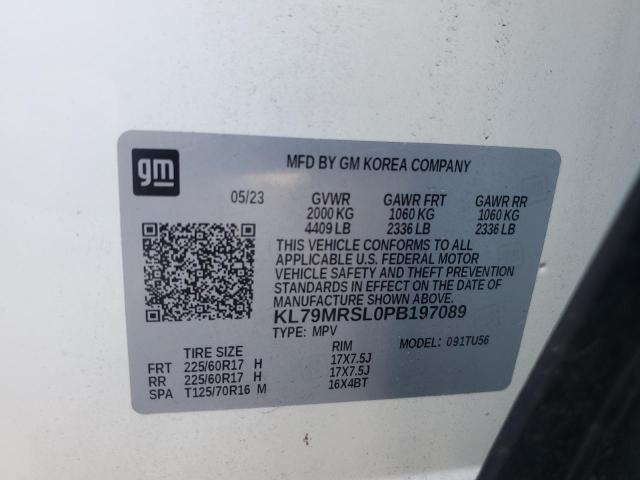 gm
MFD BY GM KOREA COMPANY
05/23 GVWR GAWR FRT GAWR RR
2000 KG 1060 KG 1060 KG
4409 LB 2336 LB 2336 LB
THIS VEHICLE CONFORMS TO ALL
APPLICABLE U.S. FEDERAL MOTOR
VEHICLE SAFETY AND THEFT PREVENTION
STANDARDS IN EFFECT ON THE DATE OF
MANUFACTURE SHOWN ABOVE.
KL79MRSL0PB197089
TYPE: MPV MODEL: 091TU56
TIRE SIZE RIM
FRT 225/60R17 H 17X7.5J
RR 225/60R17 H 17X7.5J
SPA T125/70R16 M 16X4BT